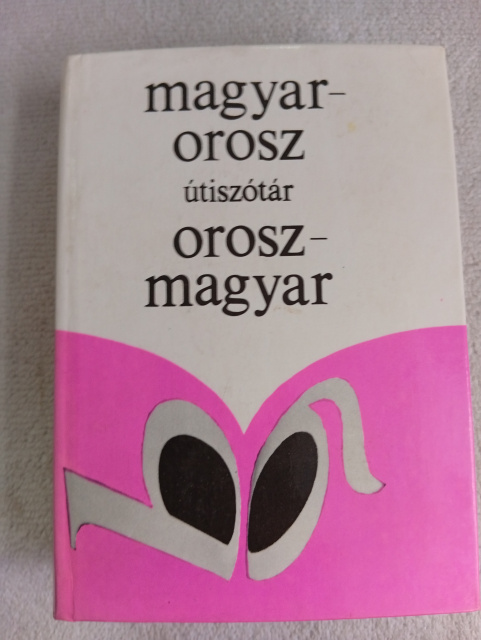 magyar–
orosz
útiszótár
orosz–
magyar